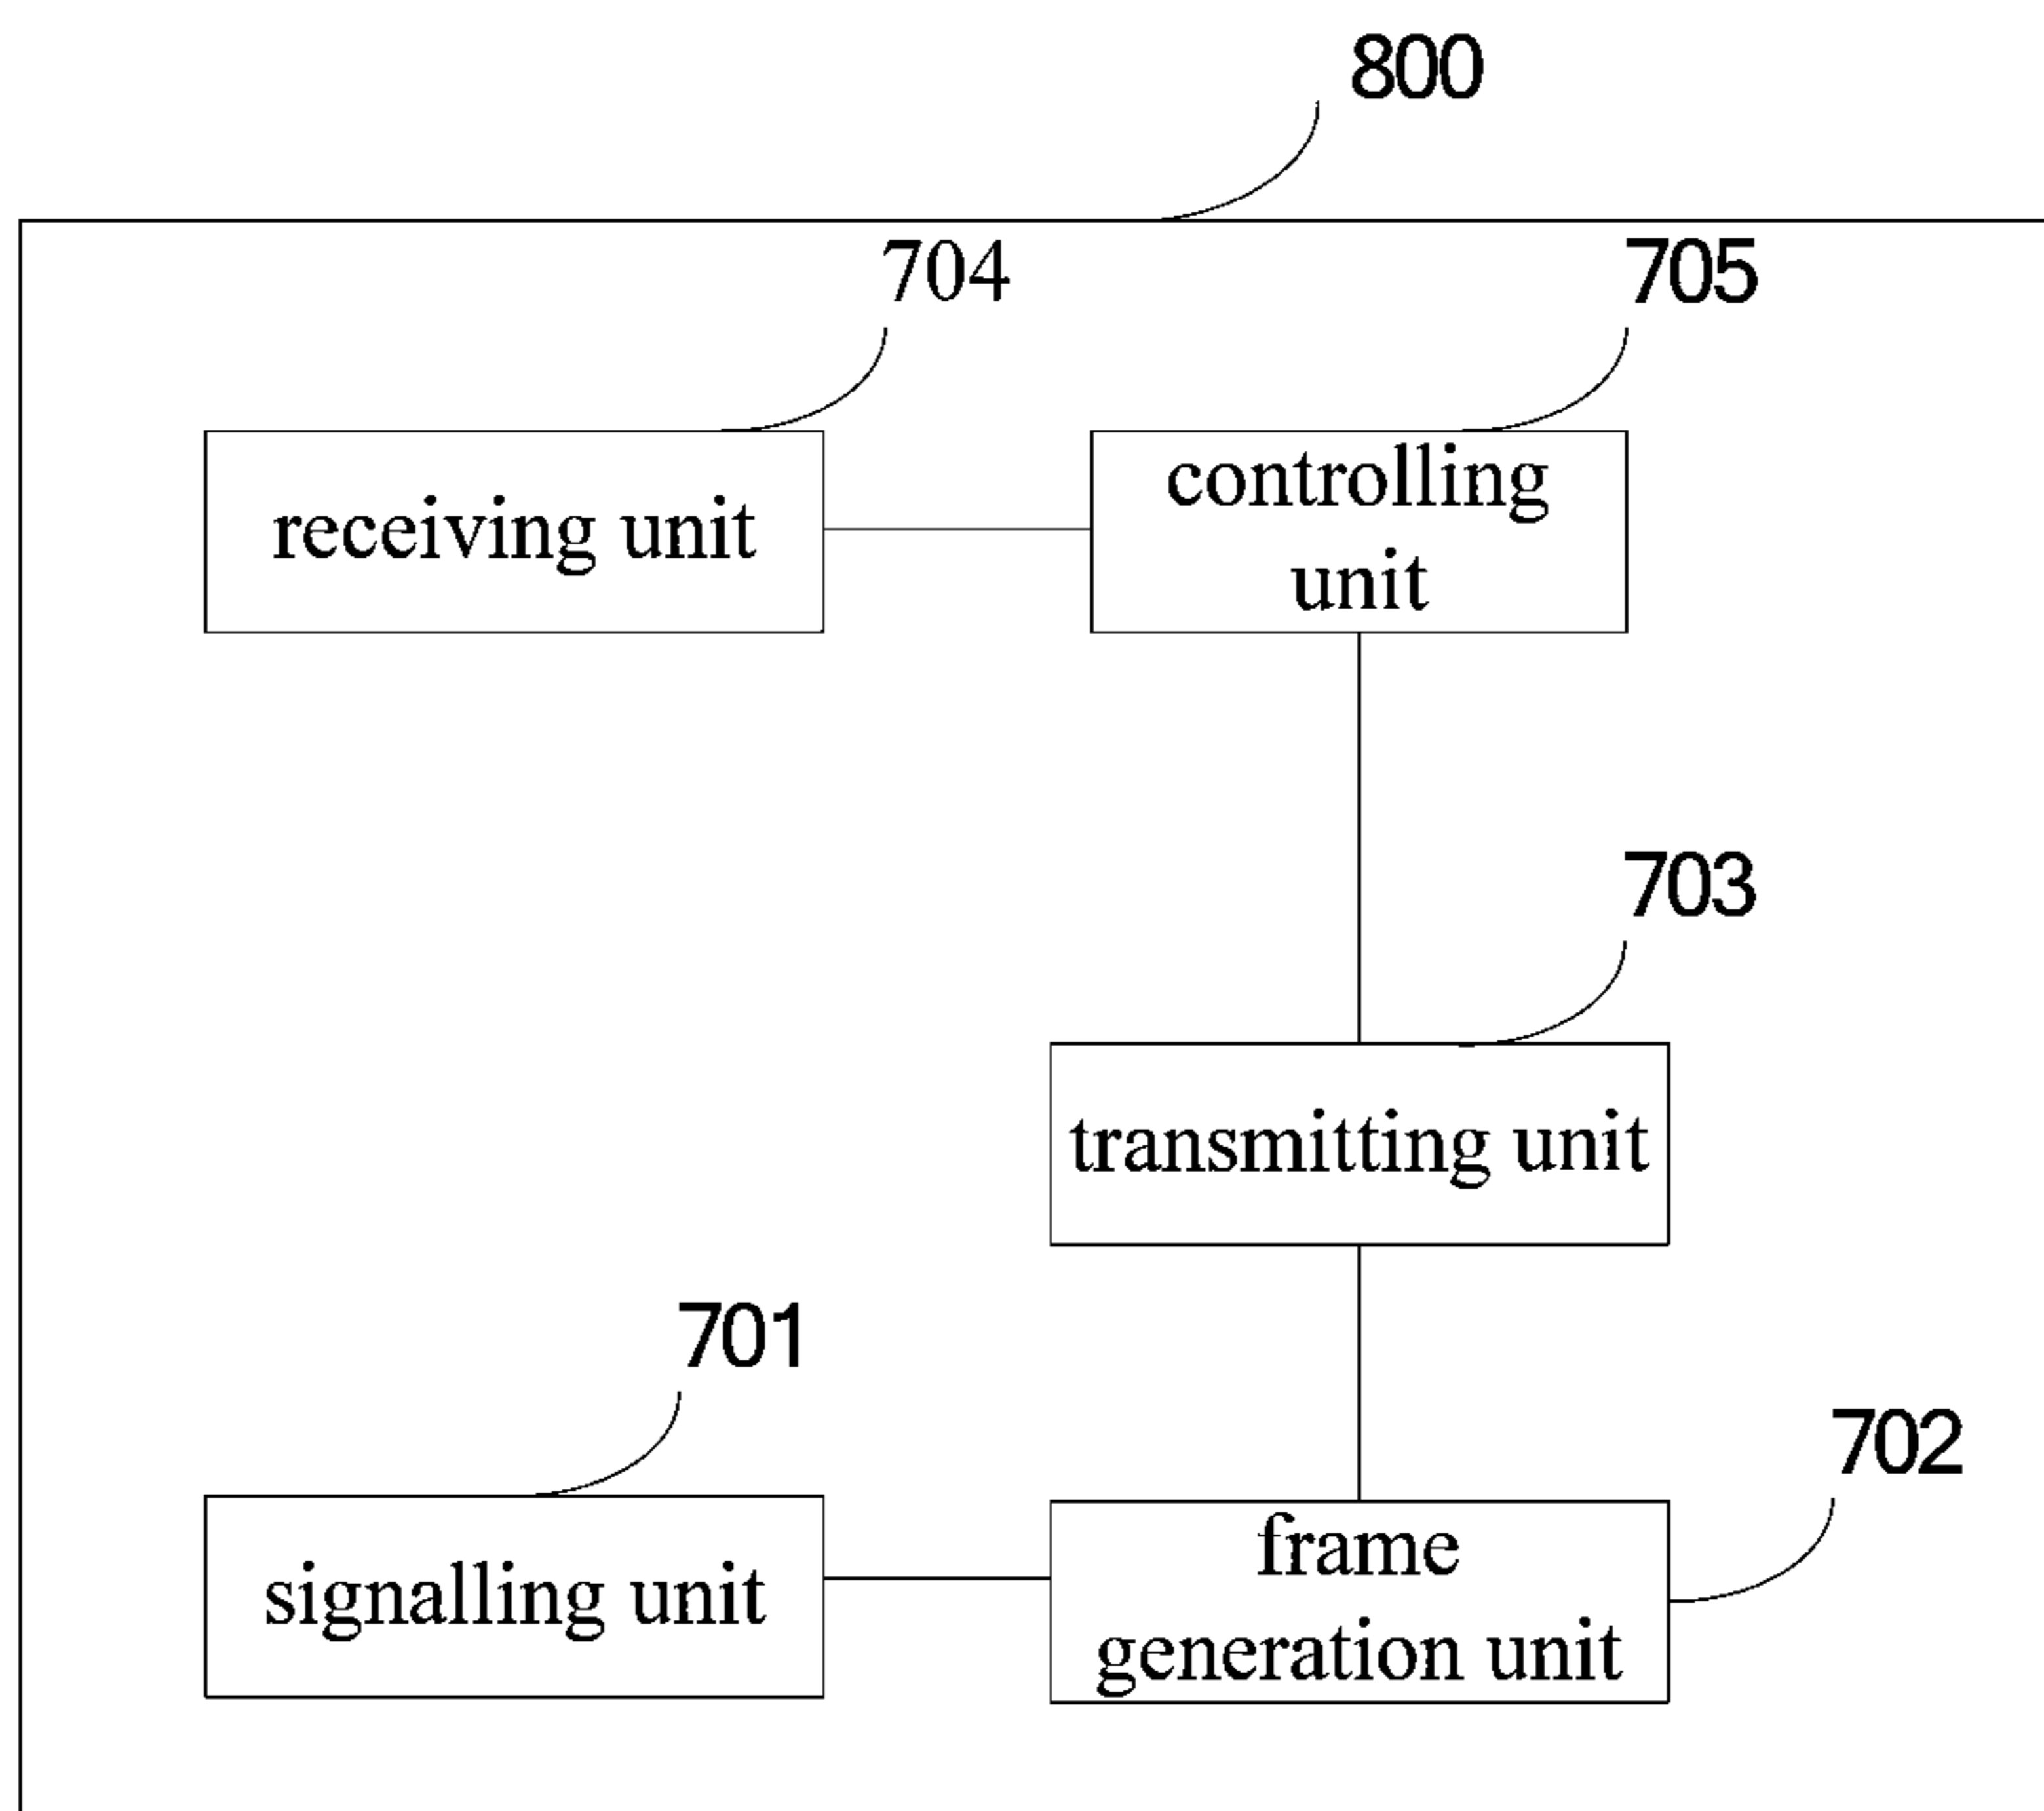 800
704
705
receiving unit
controlling
unit
703
transmitting unit
701
702
signalling unit
frame
generation unit